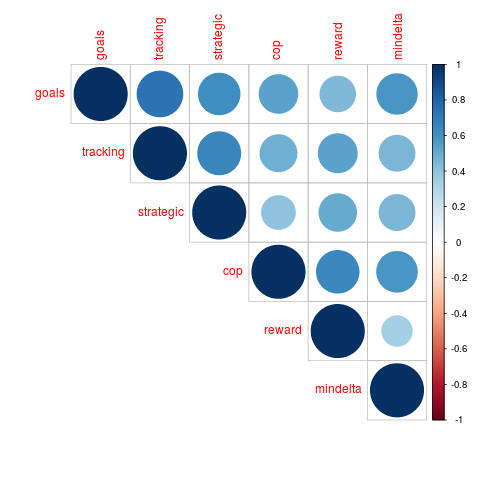 goals
tracking
strategic
cop
reward
mindelta
goals
tracking
strategic
cop
reward
mindelta
1
0.8
0.6
0.4
0.2
0
-0.2
-0.4
-0.6
-0.8
-1